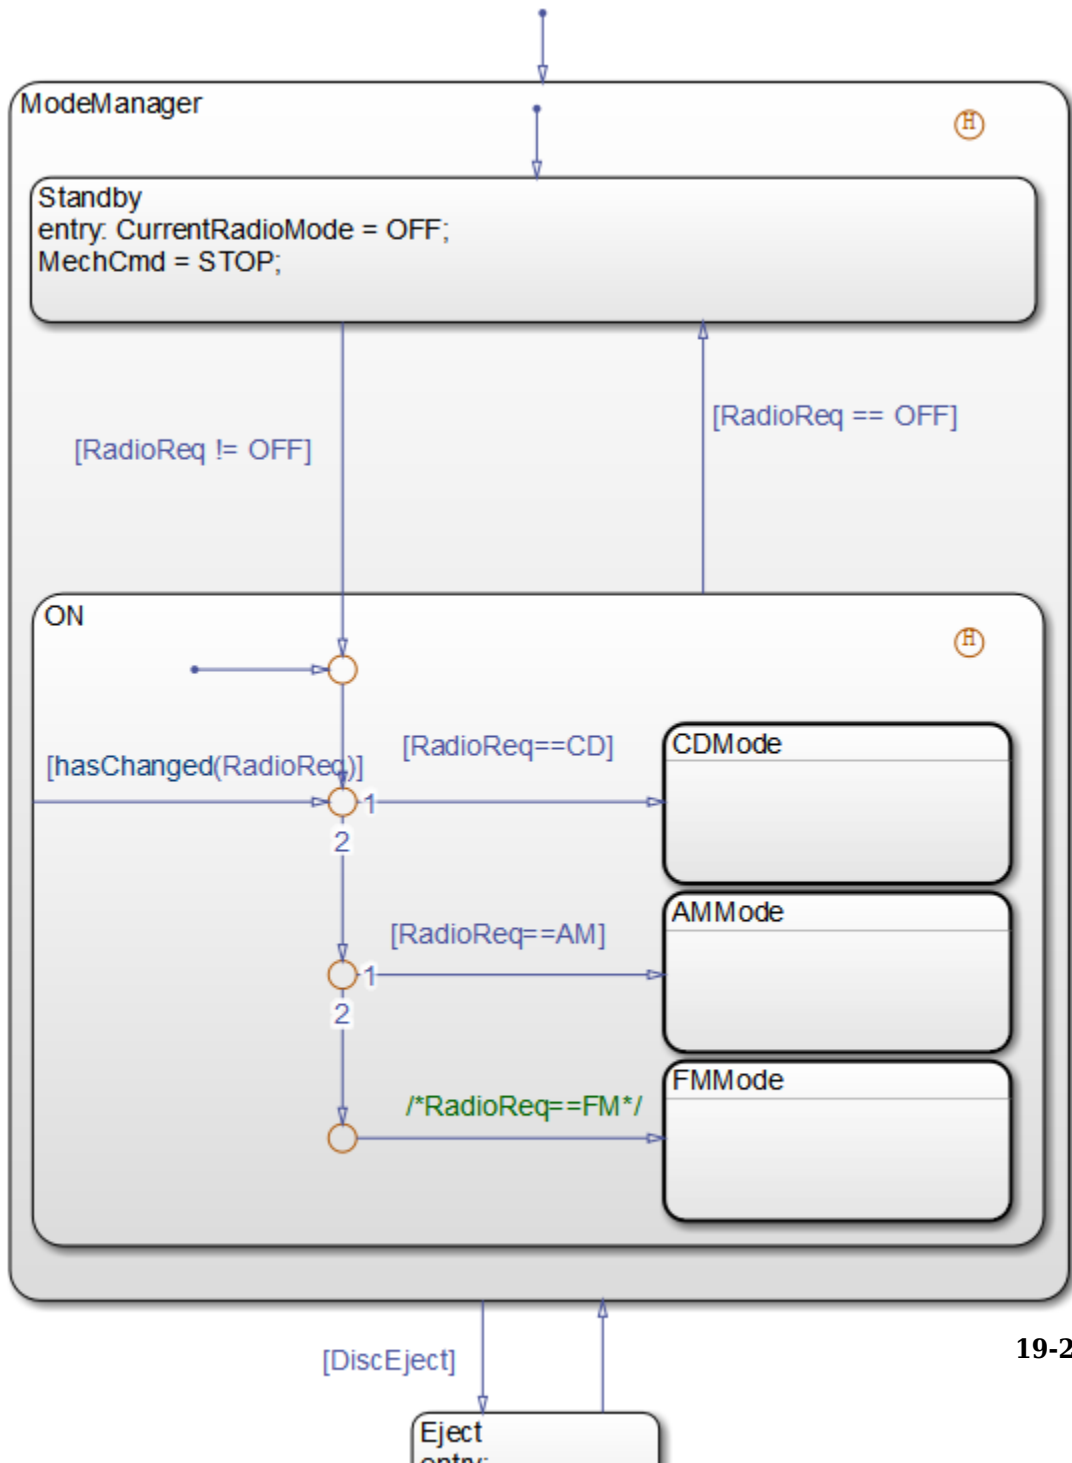 ModeManager
H
Standby
entry: CurrentRadioMode = OFF;
MechCmd = STOP;
[RadioReq == OFF]
[RadioReq != OFF]
ON
H
[RadioReq==CD]
CDMode
[hasChanged(RadioReq)]
1
2
AMMode
[RadioReq==AM]
1
2
FMMode
/*RadioReq==FM*/
19-2
[DiscEject]
Eject
entry: